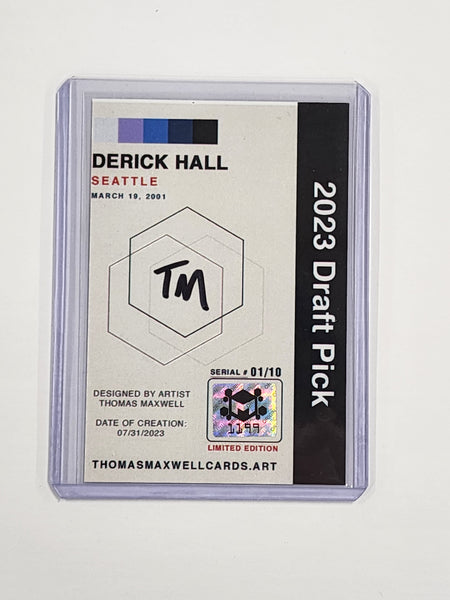 DERICK HALL
SEATTLE
MARCH 19, 2001
2023 Draft Pick
TM
SERIAL # 01/10
DESIGNED BY ARTIST
THOMAS MAXWELL
DATE OF CREATION:
07/31/2023
1199
LIMITED EDITION
THOMASMAXWELLCARDS.ART